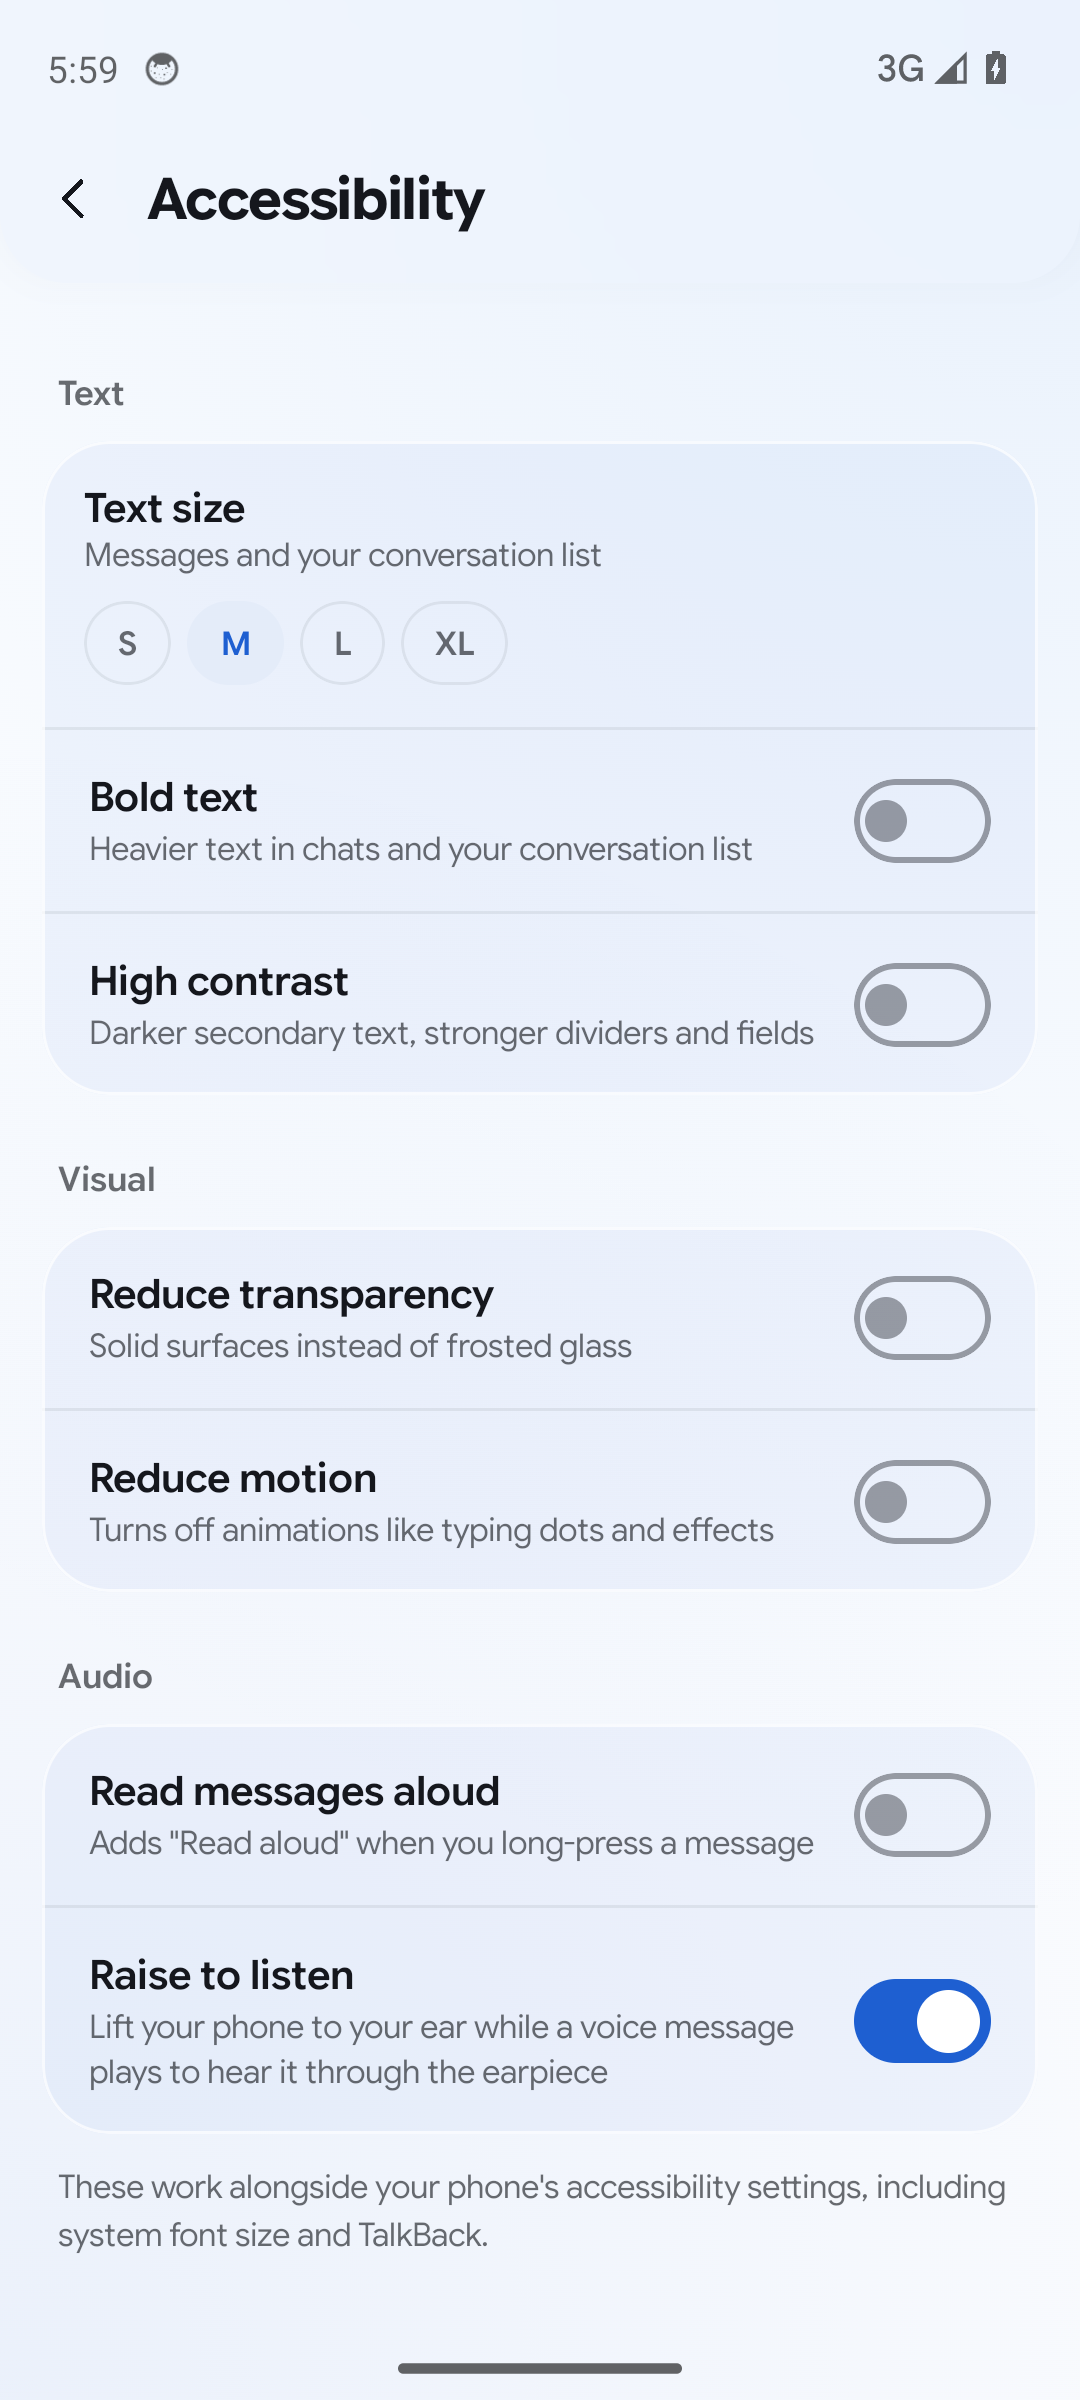 5:59 3G
Accessibility
Text
Text size
Messages and your conversation list
S M L XL
Bold text
Heavier text in chats and your conversation list
High contrast
Darker secondary text, stronger dividers and fields
Visual
Reduce transparency
Solid surfaces instead of frosted glass
Reduce motion
Turns off animations like typing dots and effects
Audio
Read messages aloud
Adds "Read aloud" when you long-press a message
Raise to listen
Lift your phone to your ear while a voice message
plays to hear it through the earpiece
These work alongside your phone's accessibility settings, including
system font size and TalkBack.